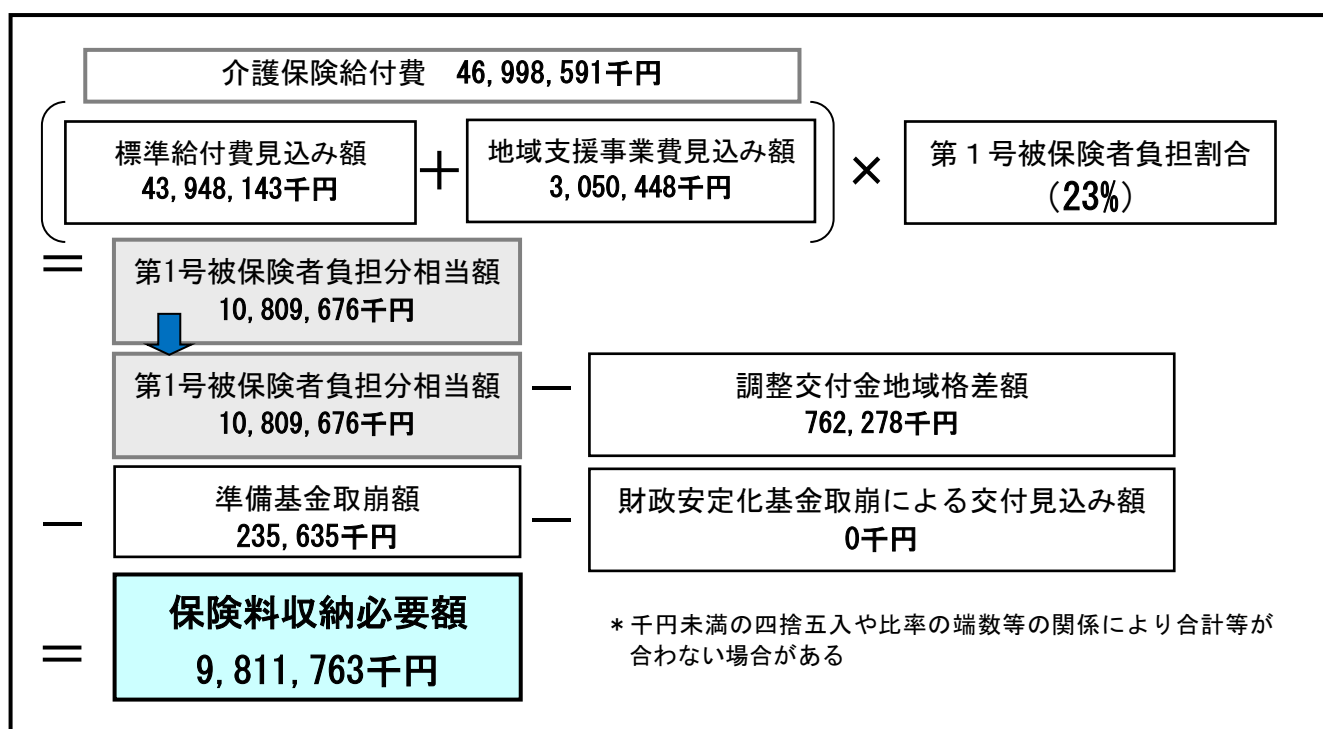 介護保険給付費　46,998,591千円
標準給付費見込み額
43,948,143千円
＋
地域支援事業費見込み額
3,050,448千円
×
第１号被保険者負担割合
（23%）
＝
第1号被保険者負担分相当額
10,809,676千円
第1号被保険者負担分相当額
10,809,676千円
－
調整交付金地域格差額
762,278千円
－
準備基金取崩額
235,635千円
－
財政安定化基金取崩による交付見込み額
0千円
＝
保険料収納必要額
9,811,763千円
＊千円未満の四捨五入や比率の端数等の関係により合計等が
合わない場合がある